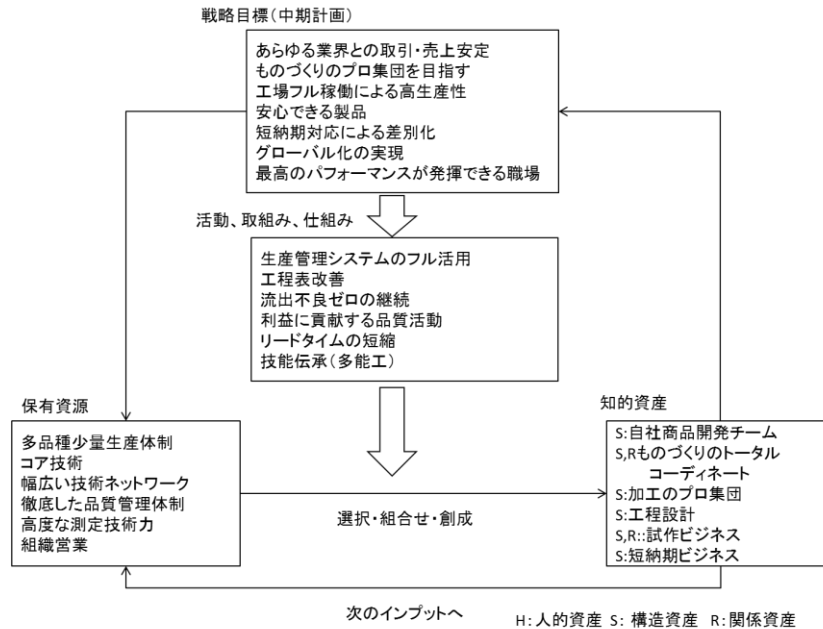 戦略目標(中期計画)
あらゆる業界との取引・売上安定
ものづくりのプロ集団を目指す
工場フル稼働による高生産性
安心できる製品
短納期対応による差別化
グローバル化の実現
最高のパフォーマンスが発揮できる職場
活動、取組み、仕組み
生産管理システムのフル活用
工程表改善
流出不良ゼロの継続
利益に貢献する品質活動
リードタイムの短縮
技能伝承(多能工)
保有資源
多品種少量生産体制
コア技術
幅広い技術ネットワーク
徹底した品質管理体制
高度な測定技術力
組織営業
選択・組合せ・創成
知的資産
S:自社商品開発チーム
S,Rものづくりのトータル
コーディネート
S:加工のプロ集団
S:工程設計
S,R::試作ビジネス
S:短納期ビジネス
次のインプットへ
H:人的資産 S: 構造資産 R:関係資産